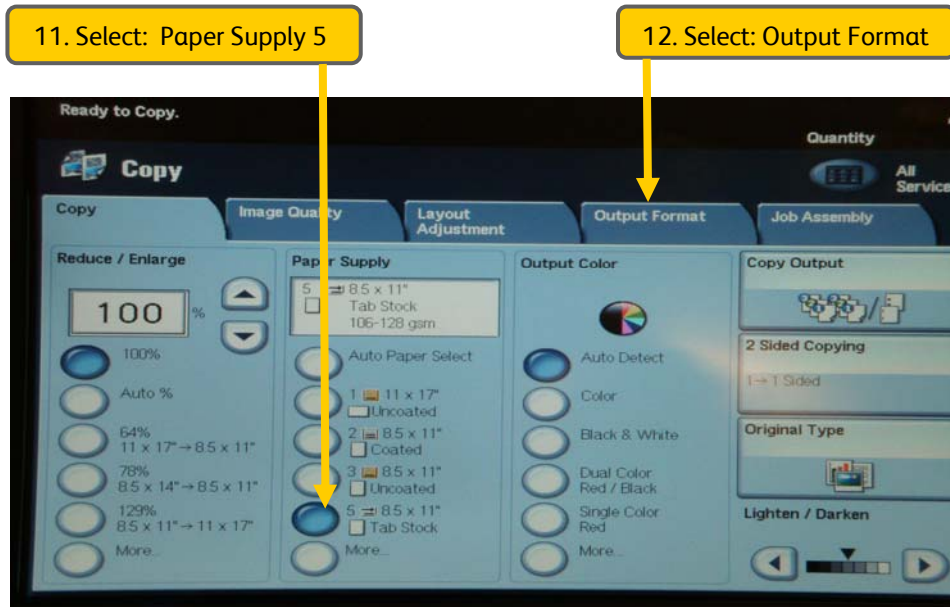 11. Select: Paper Supply 5
12. Select: Output Format
Ready to Copy.
Quantity
Copy
All
Service
Copy
Image Quality
Layout
Adjustment
Output Format
Job Assembly
Reduce / Enlarge
100
%
100%
Auto %
64%
11 x 17"→8.5 x 11"
78%
8.5 x 14"→8.5 x 11"
129%
8.5 x 11"→11 x 17"
More...
Paper Supply
5 8.5 x 11"
Tab Stock
106-128 gsm
Auto Paper Select
1 11 x 17"
Uncoated
2 8.5 x 11"
Coated
3 8.5 x 11"
Uncoated
5 8.5 x 11"
Tab Stock
More...
Output Color
Auto Detect
Color
Black & White
Dual Color
Red / Black
Single Color
Red
More...
Copy Output
2 Sided Copying
1→1 Sided
Original Type
Lighten / Darken